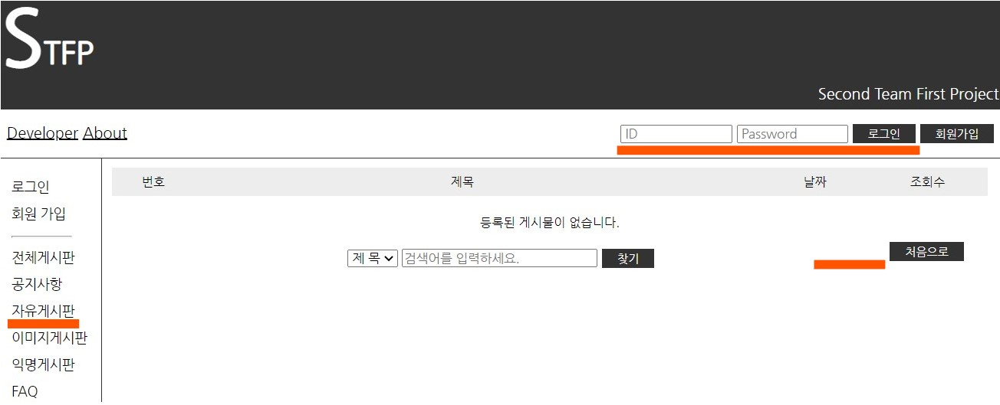 STFP
Second Team First Project
Developer About
ID Password 로그인 회원가입
로그인
회원 가입
전체게시판
공지사항
자유게시판
이미지게시판
익명게시판
FAQ
번호 제목 날짜 조회수
등록된 게시물이 없습니다.
제 목 검색어를 입력하세요. 찾기 처음으로